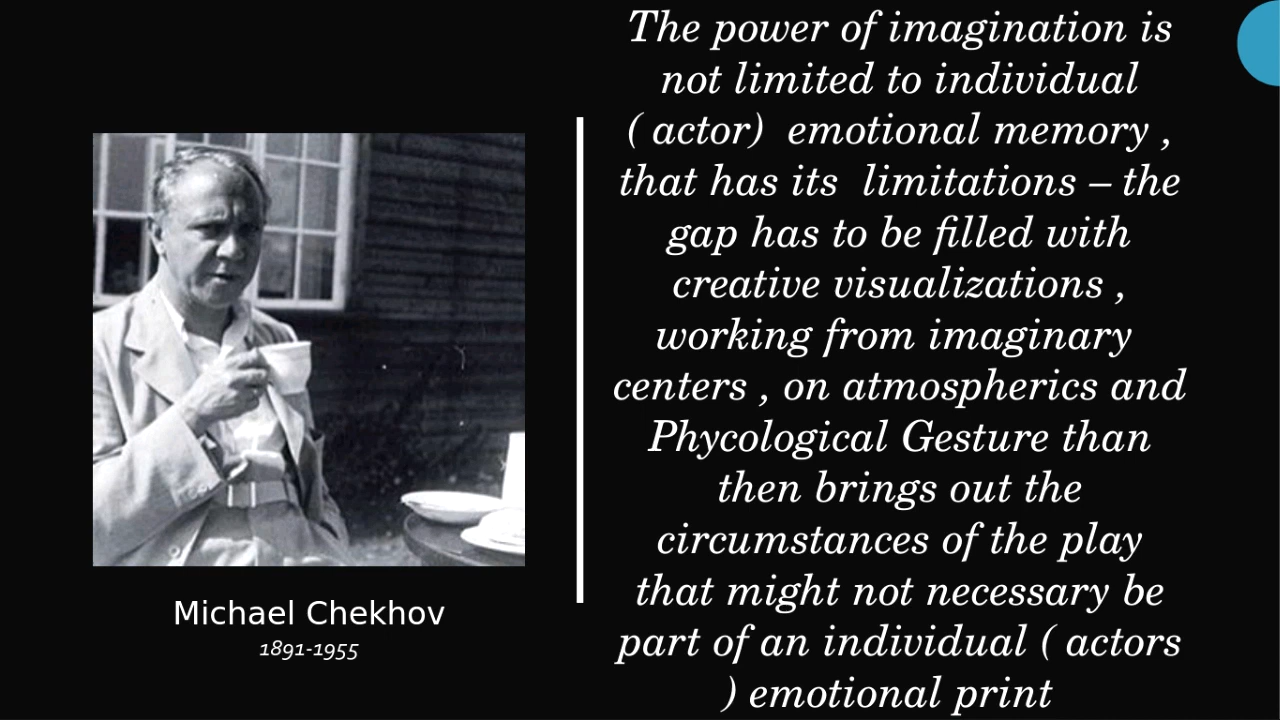 The power of imagination is
not limited to individual
( actor)  emotional memory ,
that has its  limitations – the
gap has to be filled with
creative visualizations ,
working from imaginary
centers , on atmospherics and
Phycological Gesture than
then brings out the
circumstances of the play
that might not necessary be
part of an individual ( actors
) emotional print
Michael Chekhov
1891-1955